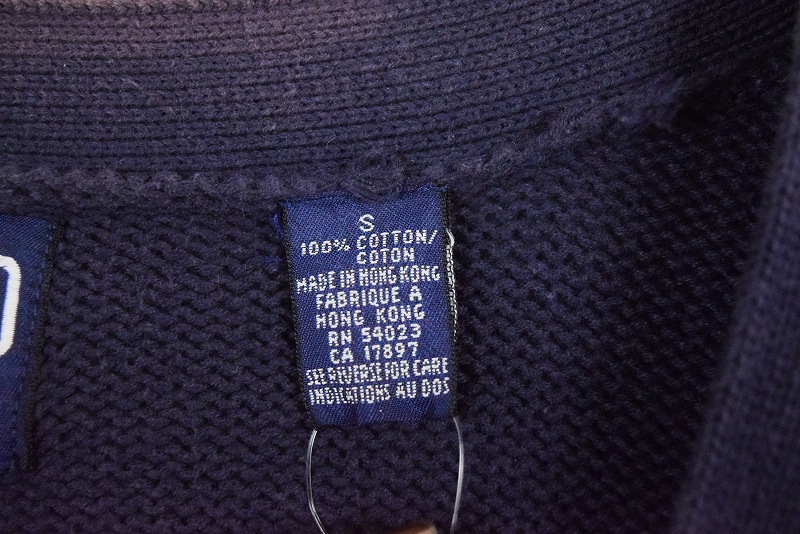 S
100% COTTON/
COTON
MADE IN HONG KONG
FABRIQUE A
HONG KONG
RN 54023
CA 17897
SEE REVERSE FOR CARE
INDICATIONS AU DOS